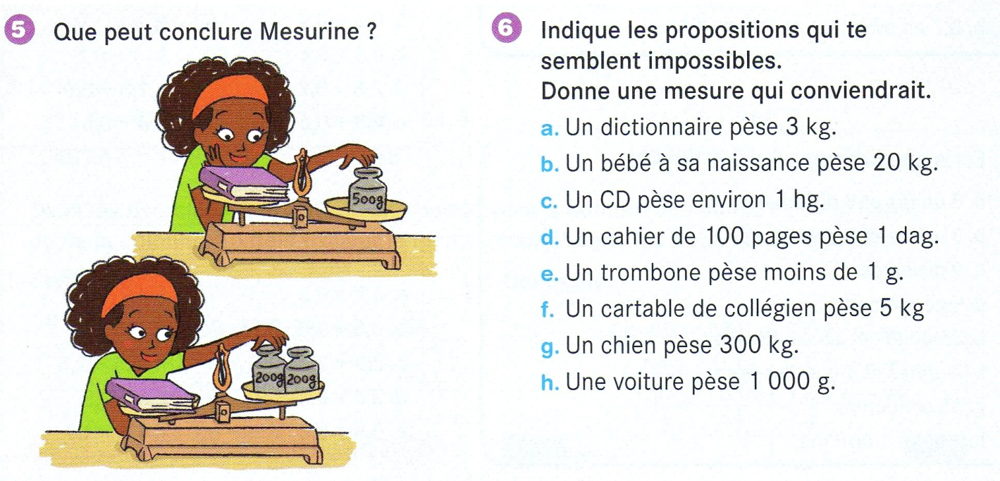 5 Que peut conclure Mesurine ?
500g
200g 200g
6 Indique les propositions qui te
semblent impossibles.
Donne une mesure qui conviendrait.
a. Un dictionnaire pèse 3 kg.
b. Un bébé à sa naissance pèse 20 kg.
c. Un CD pèse environ 1 hg.
d. Un cahier de 100 pages pèse 1 dag.
e. Un trombone pèse moins de 1 g.
f. Un cartable de collégien pèse 5 kg
g. Un chien pèse 300 kg.
h. Une voiture pèse 1 000 g.